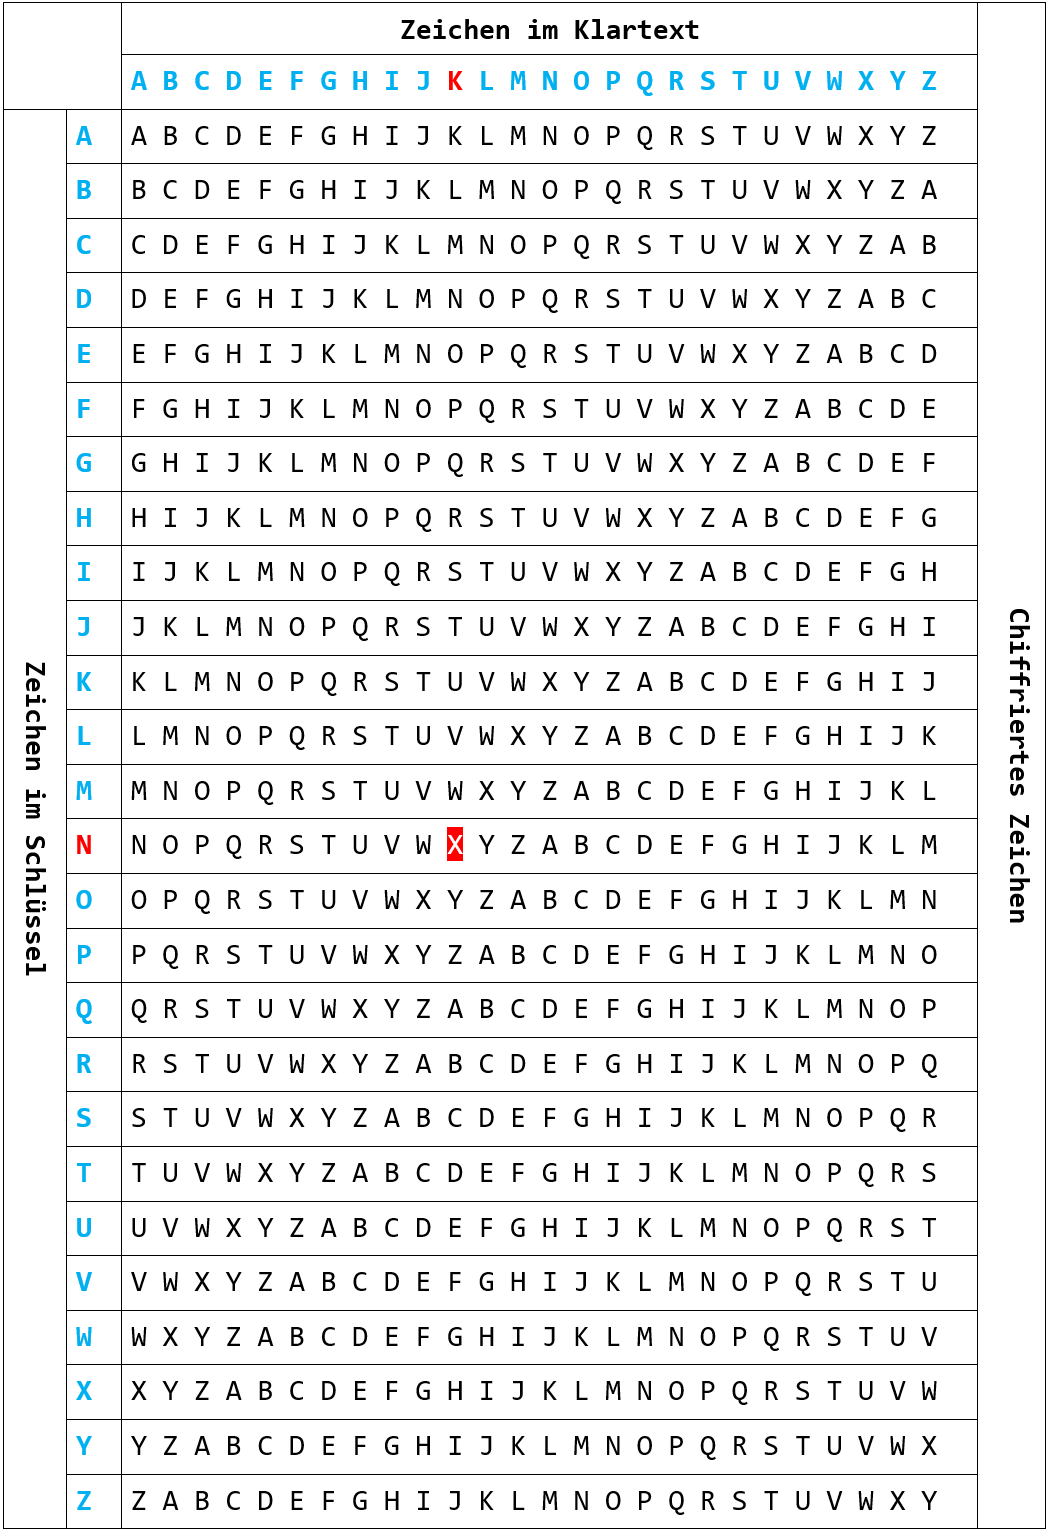 Zeichen im Klartext
A B C D E F G H I J K L M N O P Q R S T U V W X Y Z
Zeichen im Schlüssel
A A B C D E F G H I J K L M N O P Q R S T U V W X Y Z
B B C D E F G H I J K L M N O P Q R S T U V W X Y Z A
C C D E F G H I J K L M N O P Q R S T U V W X Y Z A B
D D E F G H I J K L M N O P Q R S T U V W X Y Z A B C
E E F G H I J K L M N O P Q R S T U V W X Y Z A B C D
F F G H I J K L M N O P Q R S T U V W X Y Z A B C D E
G G H I J K L M N O P Q R S T U V W X Y Z A B C D E F
H H I J K L M N O P Q R S T U V W X Y Z A B C D E F G
I I J K L M N O P Q R S T U V W X Y Z A B C D E F G H
J J K L M N O P Q R S T U V W X Y Z A B C D E F G H I
K K L M N O P Q R S T U V W X Y Z A B C D E F G H I J
L L M N O P Q R S T U V W X Y Z A B C D E F G H I J K
M M N O P Q R S T U V W X Y Z A B C D E F G H I J K L
N N O P Q R S T U V W X Y Z A B C D E F G H I J K L M
O O P Q R S T U V W X Y Z A B C D E F G H I J K L M N
P P Q R S T U V W X Y Z A B C D E F G H I J K L M N O
Q Q R S T U V W X Y Z A B C D E F G H I J K L M N O P
R R S T U V W X Y Z A B C D E F G H I J K L M N O P Q
S S T U V W X Y Z A B C D E F G H I J K L M N O P Q R
T T U V W X Y Z A B C D E F G H I J K L M N O P Q R S
U U V W X Y Z A B C D E F G H I J K L M N O P Q R S T
V V W X Y Z A B C D E F G H I J K L M N O P Q R S T U
W W X Y Z A B C D E F G H I J K L M N O P Q R S T U V
X X Y Z A B C D E F G H I J K L M N O P Q R S T U V W
Y Y Z A B C D E F G H I J K L M N O P Q R S T U V W X
Z Z A B C D E F G H I J K L M N O P Q R S T U V W X Y
Chiffriertes Zeichen